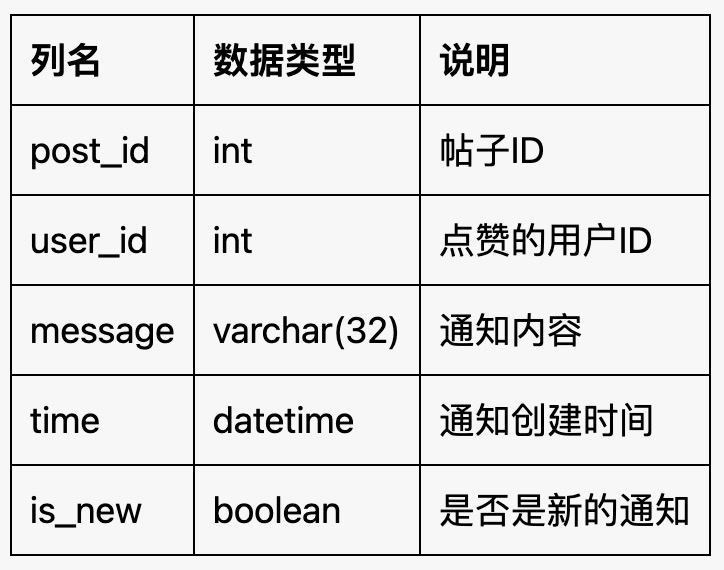 列名 数据类型 说明
post_id int 帖子ID
user_id int 点赞的用户ID
message varchar(32) 通知内容
time datetime 通知创建时间
is_new boolean 是否是新的通知